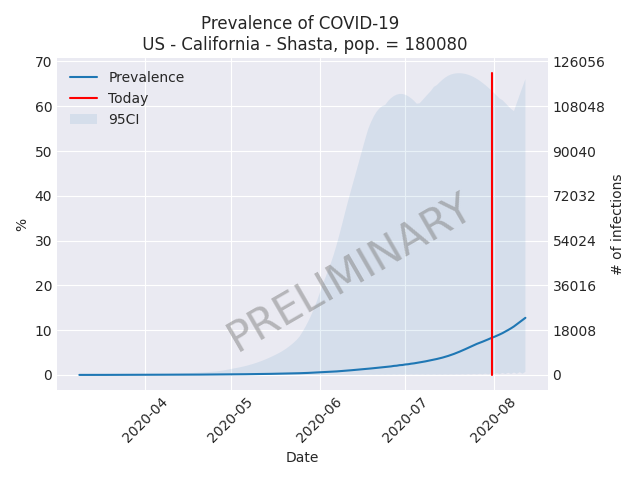 Prevalence of COVID-19
US - California - Shasta, pop. = 180080
Prevalence
Today
95CI
PRELIMINARY
%
70
60
50
40
30
20
10
0
126056
108048
90040
72032
54024
36016
18008
0
# of infections
2020-04
2020-05
2020-06
2020-07
2020-08
Date